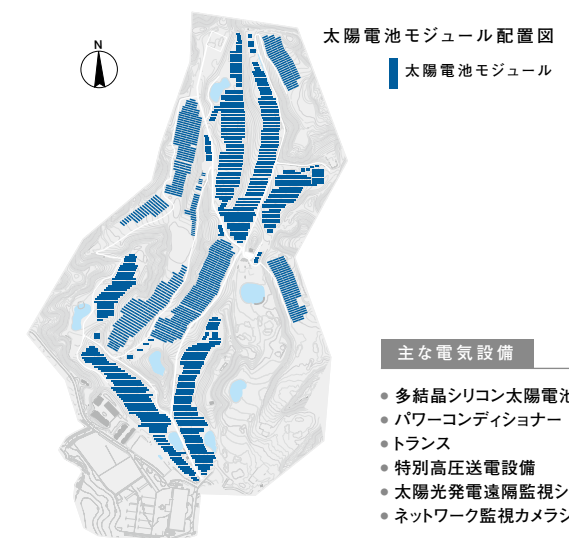 太陽電池モジュール配置図
N
太陽電池モジュール
主な電気設備
● 多結晶シリコン太陽電池
● パワーコンディショナー
● トランス
● 特別高圧送電設備
● 太陽光発電遠隔監視シ
● ネットワーク監視カメラシ